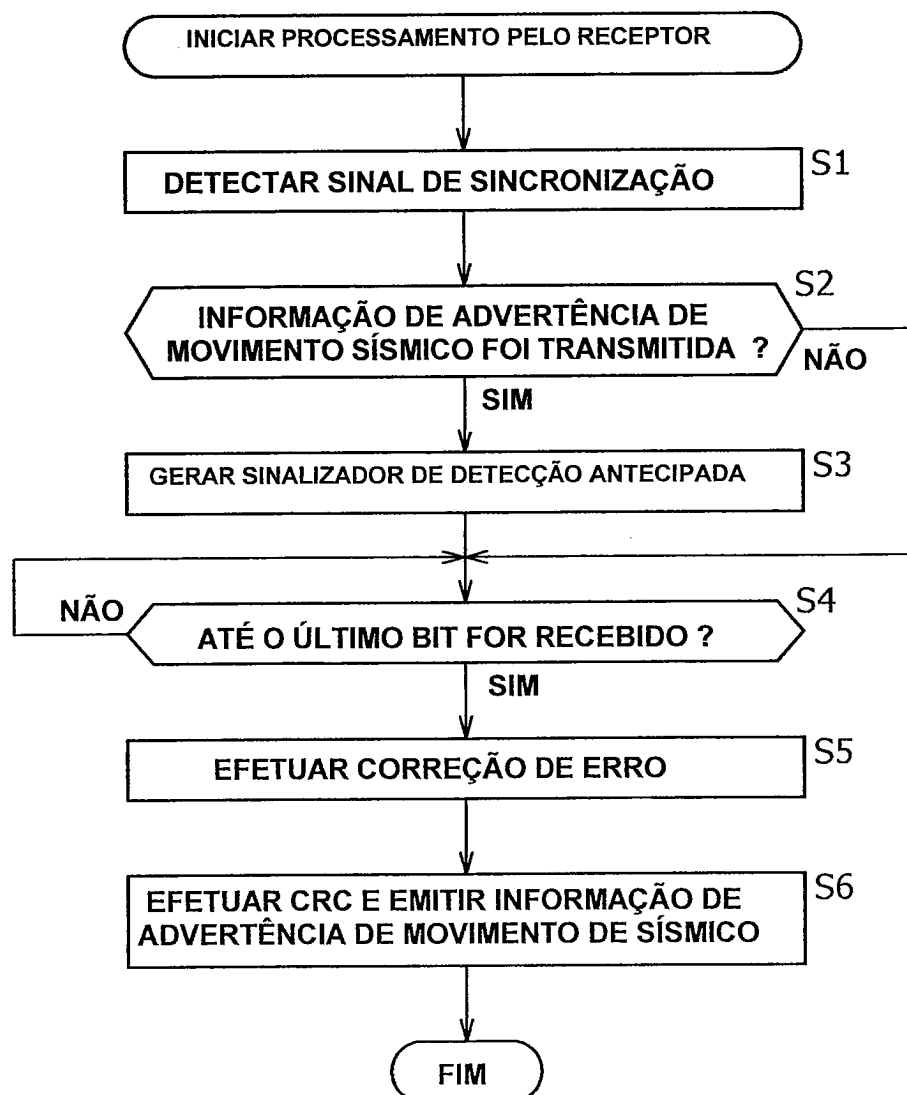 INICIAR PROCESSAMENTO PELO RECEPTOR
DETECTAR SINAL DE SINCRONIZAÇÃO
S1
S2
INFORMAÇÃO DE ADVERTÊNCIA DE
MOVIMENTO SÍSMICO FOI TRANSMITIDA ?
NÃO
SIM
GERAR SINALIZADOR DE DETECÇÃO ANTECIPADA
S3
NÃO
S4
ATÉ O ÚLTIMO BIT FOR RECEBIDO ?
SIM
EFETUAR CORREÇÃO DE ERRO
S5
EFETUAR CRC E EMITIR INFORMAÇÃO DE
ADVERTÊNCIA DE MOVIMENTO DE SÍSMICO
S6
FIM